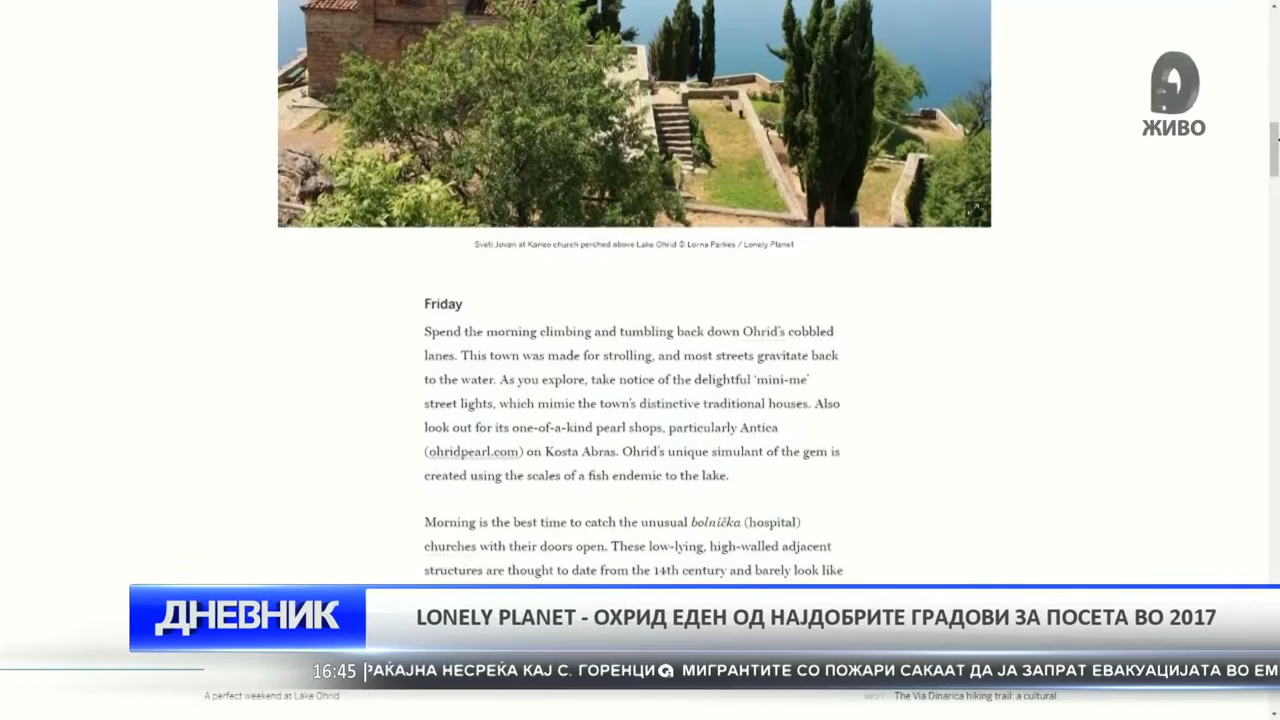 ЖИВО
Sveti Jovan at Kaneo church perched above Lake Ohrid © Lorna Parkes / Lonely Planet
Friday
Spend the morning climbing and tumbling back down Ohrid's cobbled
lanes. This town was made for strolling, and most streets gravitate back
to the water. As you explore, take notice of the delightful 'mini-me'
street lights, which mimic the town's distinctive traditional houses. Also
look out for its one-of-a-kind pearl shops, particularly Antica
(ohridpearl.com) on Kosta Abras. Ohrid's unique simulant of the gem is
created using the scales of a fish endemic to the lake.
Morning is the best time to catch the unusual bolnička (hospital)
churches with their doors open. These low-lying, high-walled adjacent
structures are thought to date from the 14th century and barely look like
ДНЕВНИК
LONELY PLANET - ОХРИД ЕДЕН ОД НАЈДОБРИТЕ ГРАДОВИ ЗА ПОСЕТА ВО 2017
16:45 РАЌАЈНА НЕСРЕЌА КАЈ С. ГОРЕНЦИ МИГРАНТИТЕ СО ПОЖАРИ САКААТ ДА ЈА ЗАПРАТ ЕВАКУАЦИЈАТА ВО ЕМ
A perfect weekend at Lake Ohrid
NEXT The Via Dinarica hiking trail: a cultural